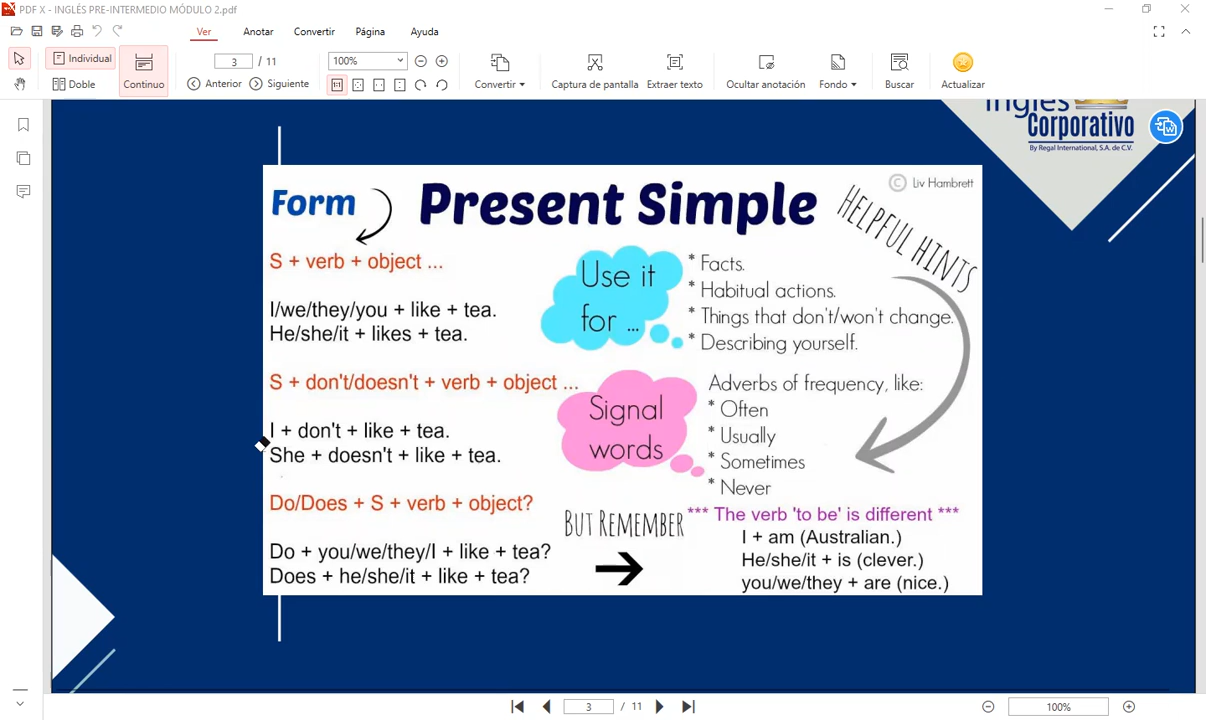 PDF X - INGLÉS PRE-INTERMEDIO MÓDULO 2.pdf
Ver Anotar Convertir Página Ayuda
Individual
Doble
Continuo
3 / 11
Anterior Siguiente
100%
Convertir
Captura de pantalla
Extraer texto
Ocultar anotación
Fondo
Buscar
Actualizar
Inglés
Corporativo
By Regal International, S.A. de C.V.
Form
Present Simple
© Liv Hambrett
HELPFUL HINTS
S + verb + object ...
I/we/they/you + like + tea.
He/she/it + likes + tea.
Use it
for ...
* Facts.
* Habitual actions.
* Things that don't/won't change.
* Describing yourself.
S + don't/doesn't + verb + object ...
I + don't + like + tea.
She + doesn't + like + tea.
Signal
words
Adverbs of frequency, like:
* Often
* Usually
* Sometimes
* Never
Do/Does + S + verb + object?
Do + you/we/they/I + like + tea?
Does + he/she/it + like + tea?
BUT REMEMBER
*** The verb 'to be' is different ***
I + am (Australian.)
He/she/it + is (clever.)
you/we/they + are (nice.)
3 / 11
100%